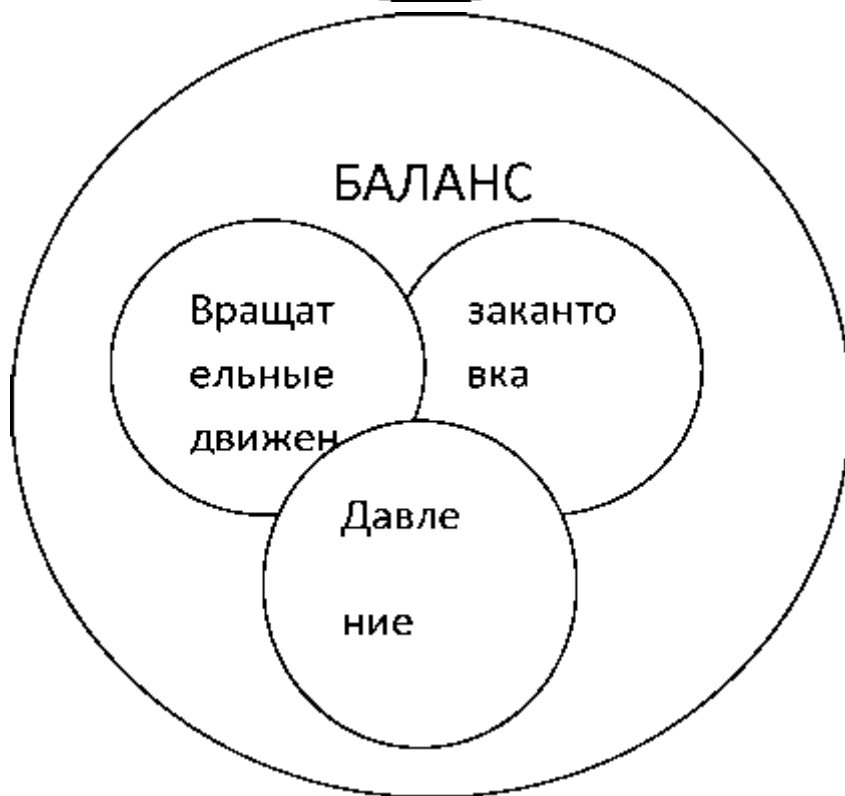 БАЛАНС
Вращат
ельные
движен
заканто
вка
Давле
ние